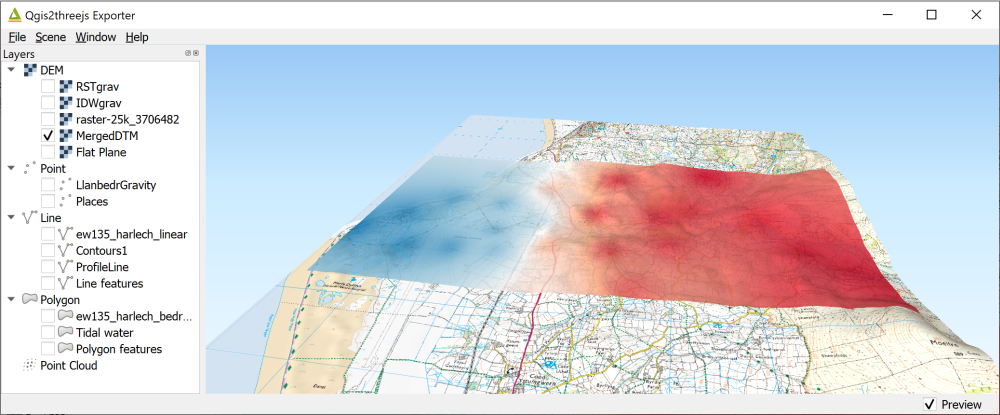 Qgis2threejs Exporter
File Scene Window Help
Layers
DEM
RSTgrav
IDWgrav
raster-25k_3706482
MergedDTM
Flat Plane
Point
LlanbedrGravity
Places
Line
ew135_harlech_linear
Contours1
ProfileLine
Line features
Polygon
ew135_harlech_bedr...
Tidal water
Polygon features
Point Cloud
Moelfre
Preview